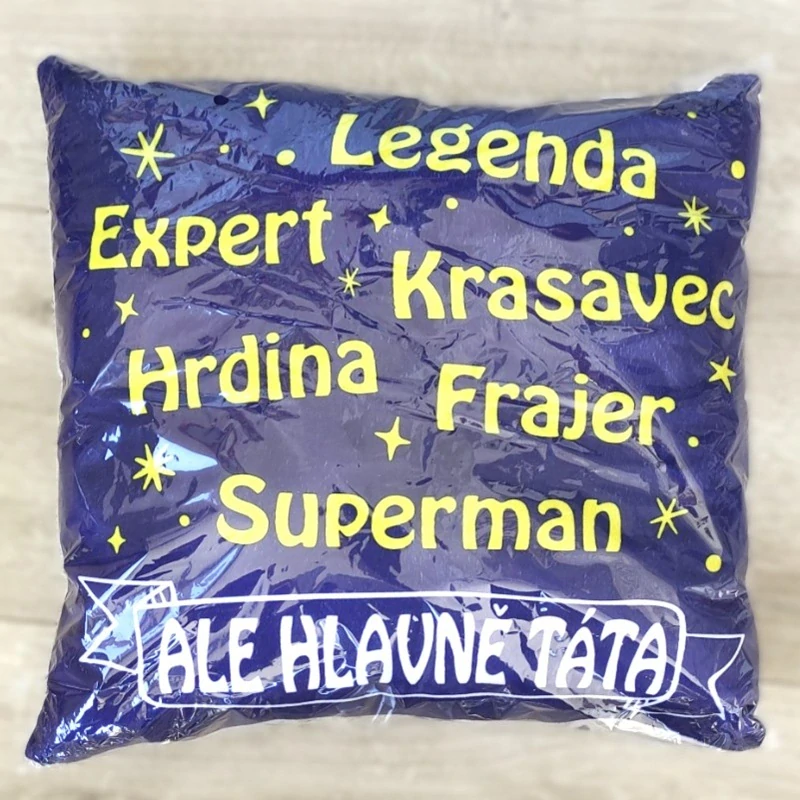 Legenda
Expert
Krasavec
Hrdina
Frajer
Superman
ALE HLAVNĚ TÁTA